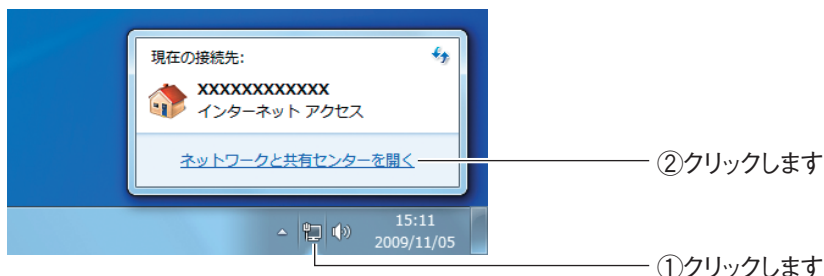 現在の接続先:
XXXXXXXXXXXX
インターネット アクセス
ネットワークと共有センターを開く
②クリックします
15:11
2009/11/05
①クリックします